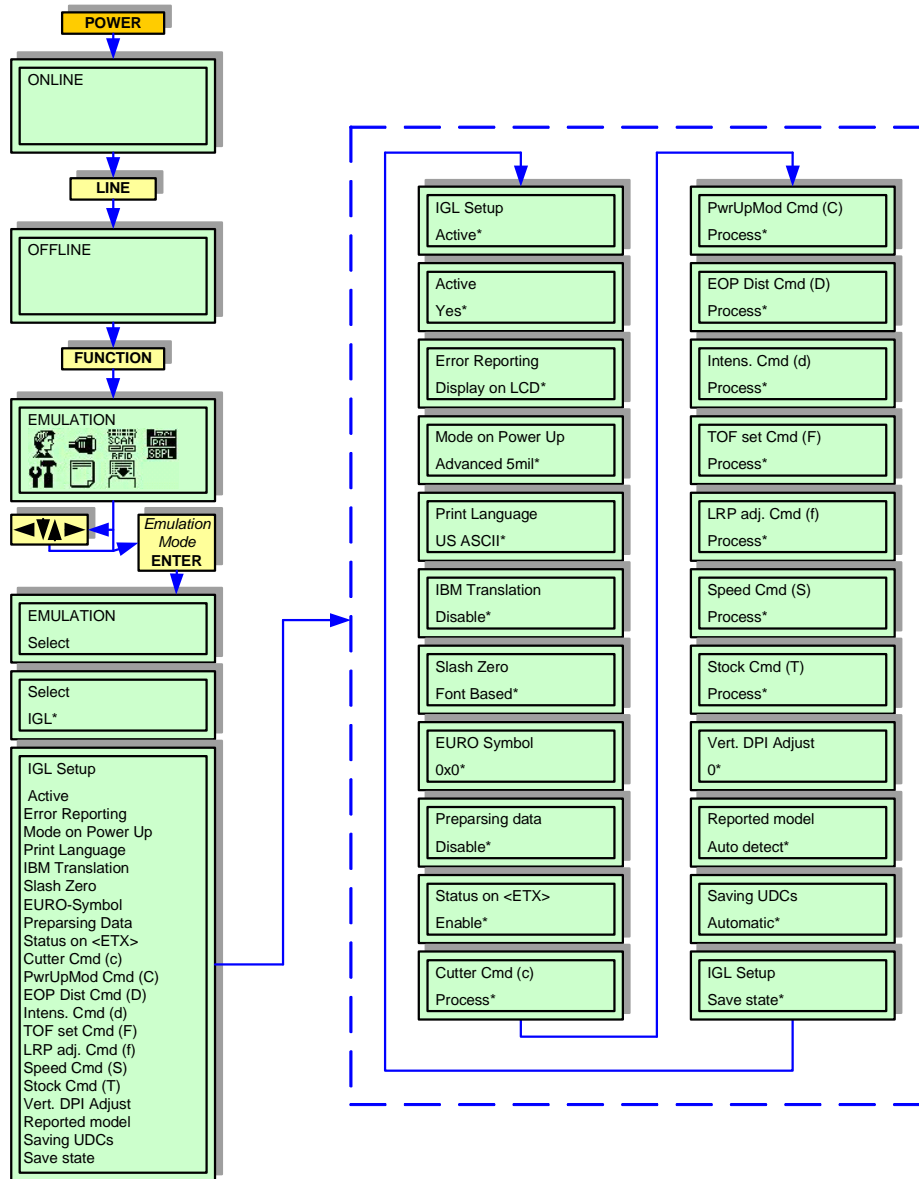 POWER
ONLINE
LINE
OFFLINE
FUNCTION
EMULATION
SCAN
RFID
PGL
SBPL
Emulation
Mode
ENTER
EMULATION
Select
Select
IGL*
IGL Setup
Active
Error Reporting
Mode on Power Up
Print Language
IBM Translation
Slash Zero
EURO-Symbol
Preparsing Data
Status on <ETX>
Cutter Cmd (c)
PwrUpMod Cmd (C)
EOP Dist Cmd (D)
Intens. Cmd (d)
TOF set Cmd (F)
LRP adj. Cmd (f)
Speed Cmd (S)
Stock Cmd (T)
Vert. DPI Adjust
Reported model
Saving UDCs
Save state
IGL Setup
Active*
Active
Yes*
Error Reporting
Display on LCD*
Mode on Power Up
Advanced 5mil*
Print Language
US ASCII*
IBM Translation
Disable*
Slash Zero
Font Based*
EURO Symbol
0x0*
Preparsing data
Disable*
Status on <ETX>
Enable*
Cutter Cmd (c)
Process*
PwrUpMod Cmd (C)
Process*
EOP Dist Cmd (D)
Process*
Intens. Cmd (d)
Process*
TOF set Cmd (F)
Process*
LRP adj. Cmd (f)
Process*
Speed Cmd (S)
Process*
Stock Cmd (T)
Process*
Vert. DPI Adjust
0*
Reported model
Auto detect*
Saving UDCs
Automatic*
IGL Setup
Save state*